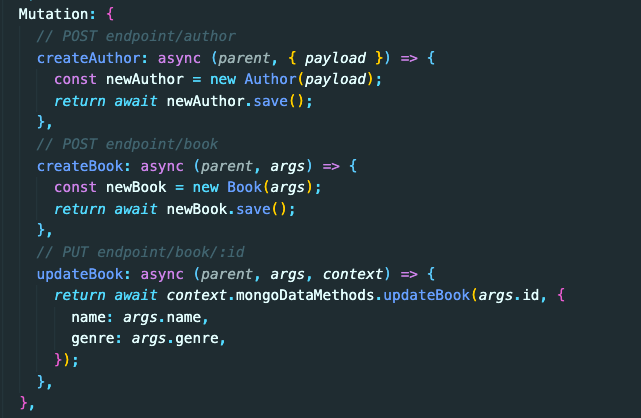 Mutation: {
// POST endpoint/author
createAuthor: async (parent, { payload }) => {
const newAuthor = new Author(payload);
return await newAuthor.save();
},
// POST endpoint/book
createBook: async (parent, args) => {
const newBook = new Book(args);
return await newBook.save();
},
// PUT endpoint/book/:id
updateBook: async (parent, args, context) => {
return await context.mongoDataMethods.updateBook(args.id, {
name: args.name,
genre: args.genre,
});
},
},